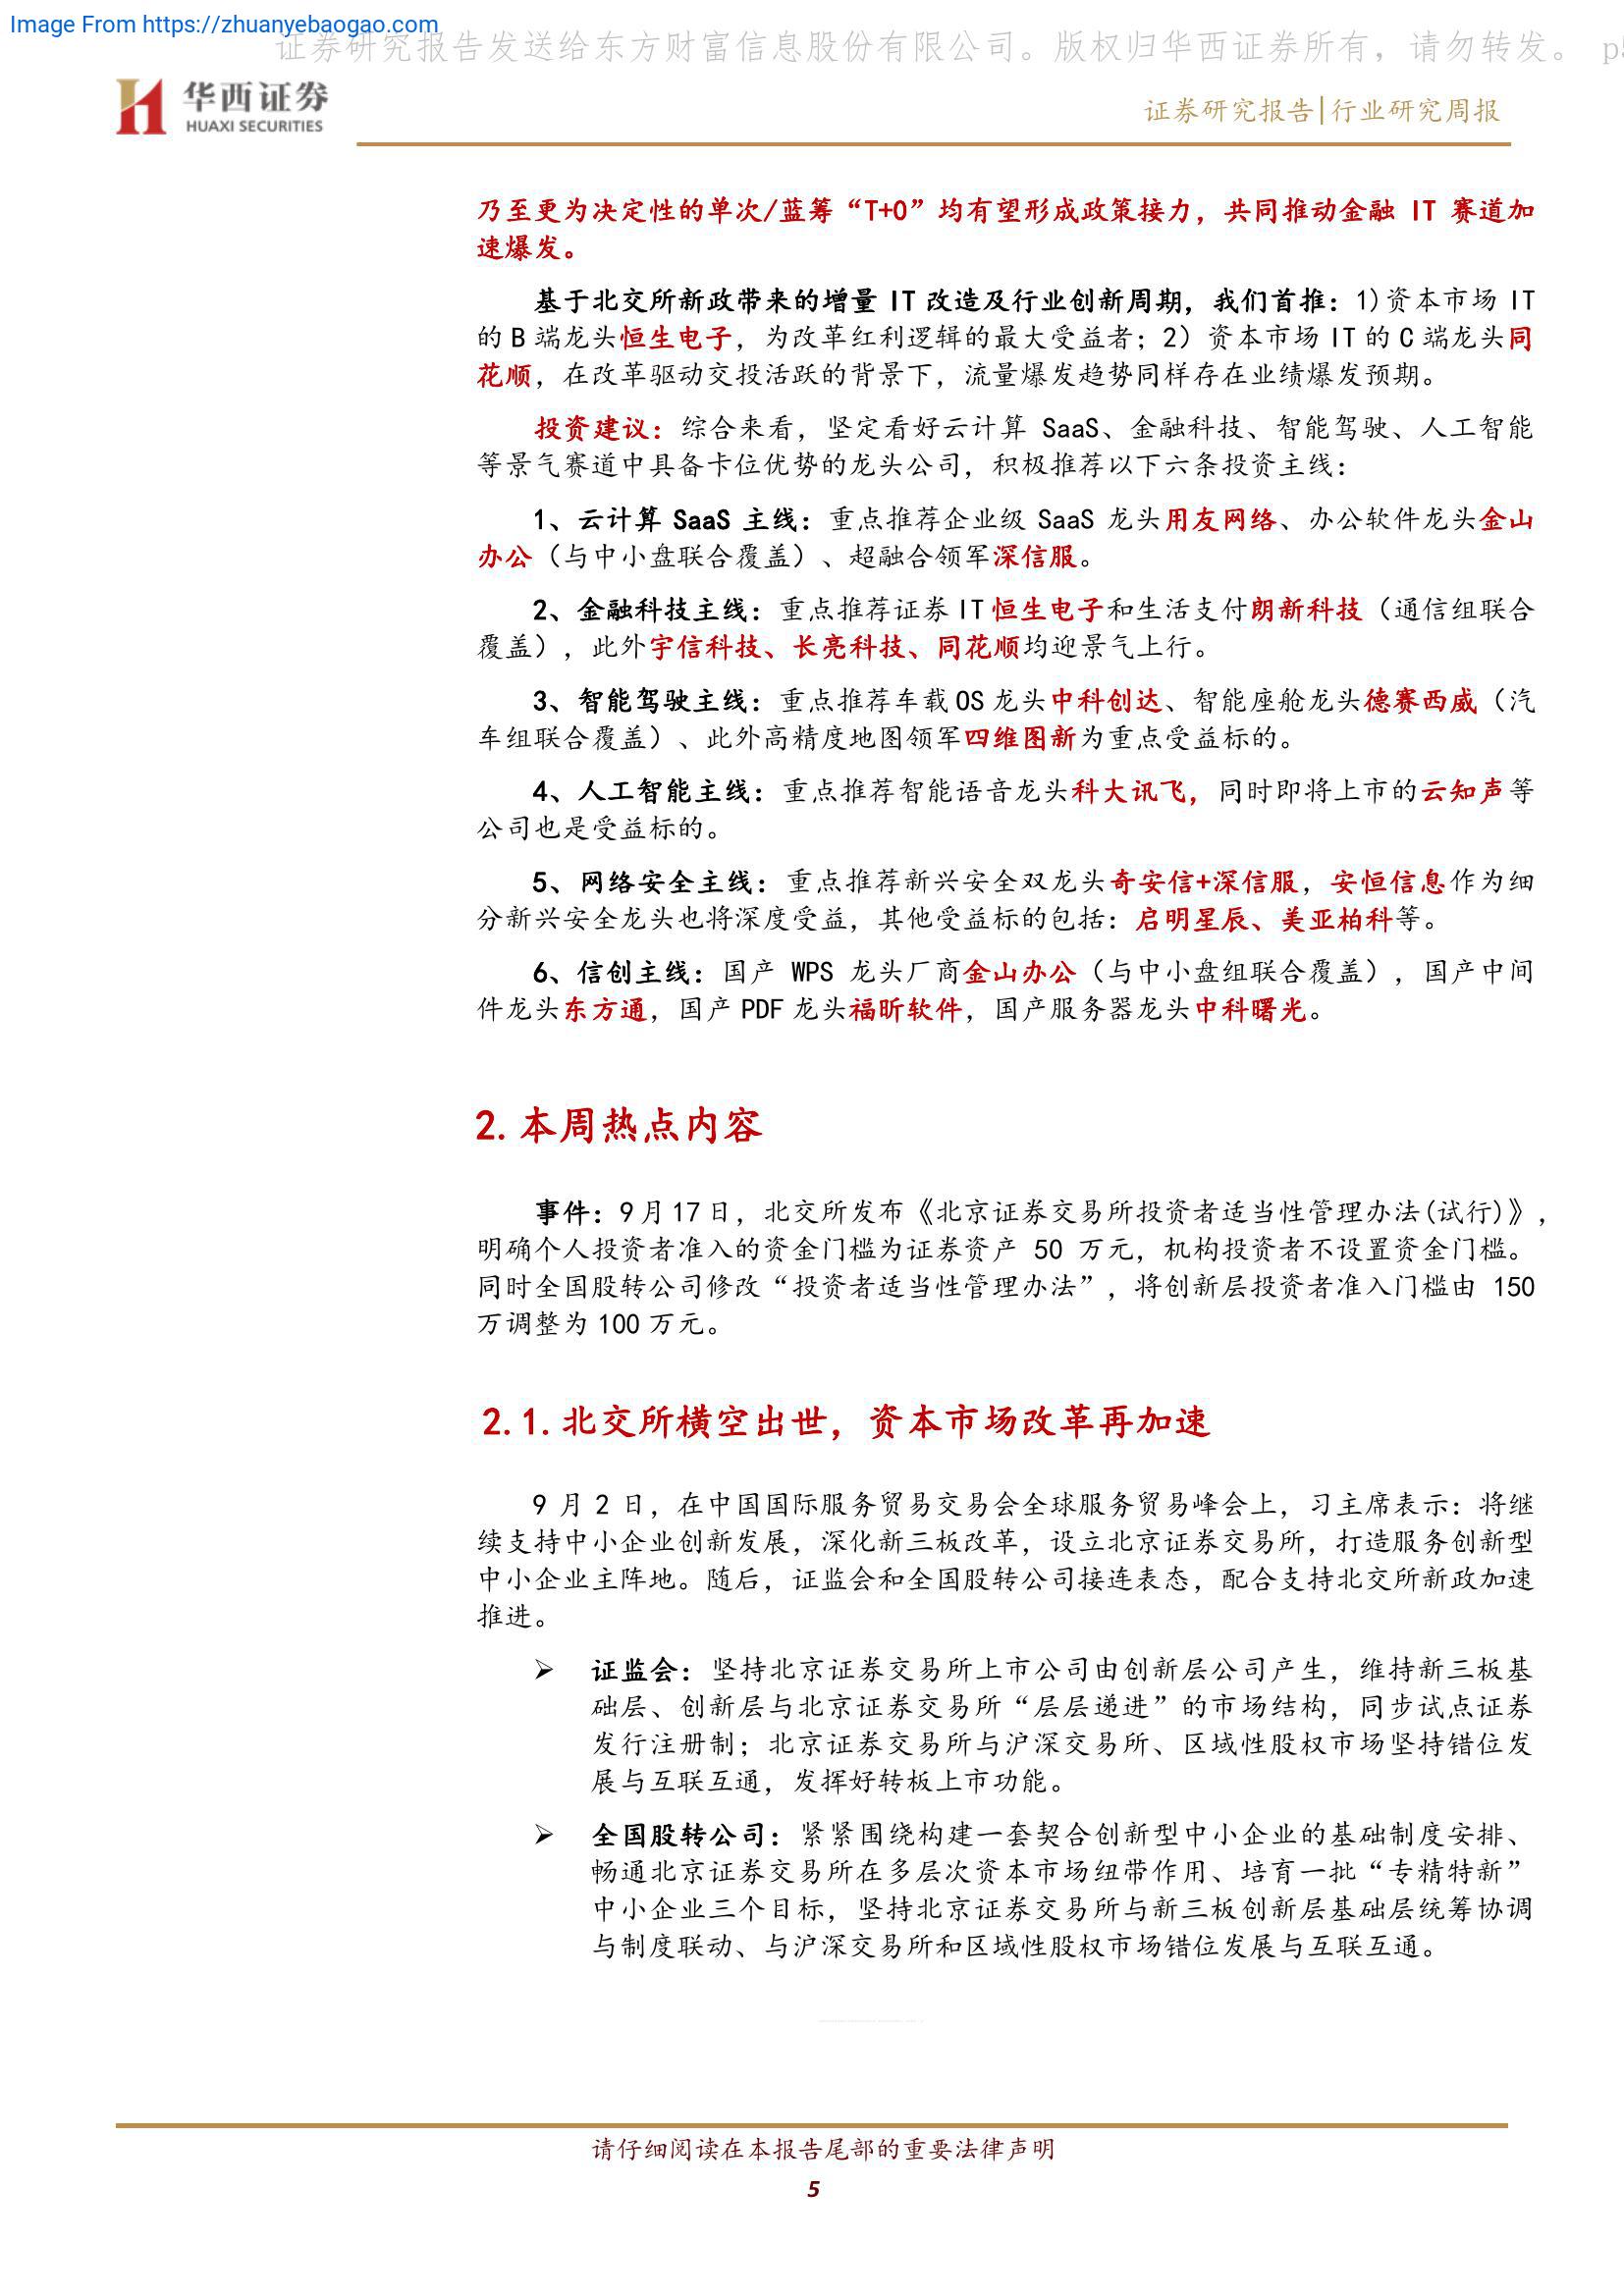 Image From https://zhuanyebaogao.com
证券研究报告发送给东方财富信息股份有限公司。版权归华西证券所有，请勿转发。 p5
华西证券
HUAXI SECURITIES
证券研究报告|行业研究周报
乃至更为决定性的单次/蓝筹“T+0”均有望形成政策接力，共同推动金融 IT 赛道加
速爆发。
基于北交所新政带来的增量 IT 改造及行业创新周期，我们首推：1)资本市场 IT
的 B 端龙头恒生电子，为改革红利逻辑的最大受益者；2）资本市场 IT 的 C 端龙头同
花顺，在改革驱动交投活跃的背景下，流量爆发趋势同样存在业绩爆发预期。
投资建议：综合来看，坚定看好云计算 SaaS、金融科技、智能驾驶、人工智能
等景气赛道中具备卡位优势的龙头公司，积极推荐以下六条投资主线：
1、云计算 SaaS 主线：重点推荐企业级 SaaS 龙头用友网络、办公软件龙头金山
办公（与中小盘联合覆盖）、超融合领军深信服。
2、金融科技主线：重点推荐证券 IT 恒生电子和生活支付朗新科技（通信组联合
覆盖），此外宇信科技、长亮科技、同花顺均迎景气上行。
3、智能驾驶主线：重点推荐车载 OS 龙头中科创达、智能座舱龙头德赛西威（汽
车组联合覆盖）、此外高精度地图领军四维图新为重点受益标的。
4、人工智能主线：重点推荐智能语音龙头科大讯飞，同时即将上市的云知声等
公司也是受益标的。
5、网络安全主线：重点推荐新兴安全双龙头奇安信+深信服，安恒信息作为细
分新兴安全龙头也将深度受益，其他受益标的包括：启明星辰、美亚柏科等。
6、信创主线：国产 WPS 龙头厂商金山办公（与中小盘组联合覆盖），国产中间
件龙头东方通，国产 PDF 龙头福昕软件，国产服务器龙头中科曙光。
2.本周热点内容
事件：9 月 17 日，北交所发布《北京证券交易所投资者适当性管理办法(试行)》，
明确个人投资者准入的资金门槛为证券资产 50 万元，机构投资者不设置资金门槛。
同时全国股转公司修改“投资者适当性管理办法”，将创新层投资者准入门槛由 150
万调整为 100 万元。
2.1.北交所横空出世，资本市场改革再加速
9 月 2 日，在中国国际服务贸易交易会全球服务贸易峰会上，习主席表示：将继
续支持中小企业创新发展，深化新三板改革，设立北京证券交易所，打造服务创新型
中小企业主阵地。随后，证监会和全国股转公司接连表态，配合支持北交所新政加速
推进。
➢ 证监会：坚持北京证券交易所上市公司由创新层公司产生，维持新三板基
础层、创新层与北京证券交易所“层层递进”的市场结构，同步试点证券
发行注册制；北京证券交易所与沪深交易所、区域性股权市场坚持错位发
展与互联互通，发挥好转板上市功能。
➢ 全国股转公司：紧紧围绕构建一套契合创新型中小企业的基础制度安排、
畅通北京证券交易所在多层次资本市场纽带作用、培育一批“专精特新”
中小企业三个目标，坚持北京证券交易所与新三板创新层基础层统筹协调
与制度联动、与沪深交易所和区域性股权市场错位发展与互联互通。
请仔细阅读在本报告尾部的重要法律声明
5